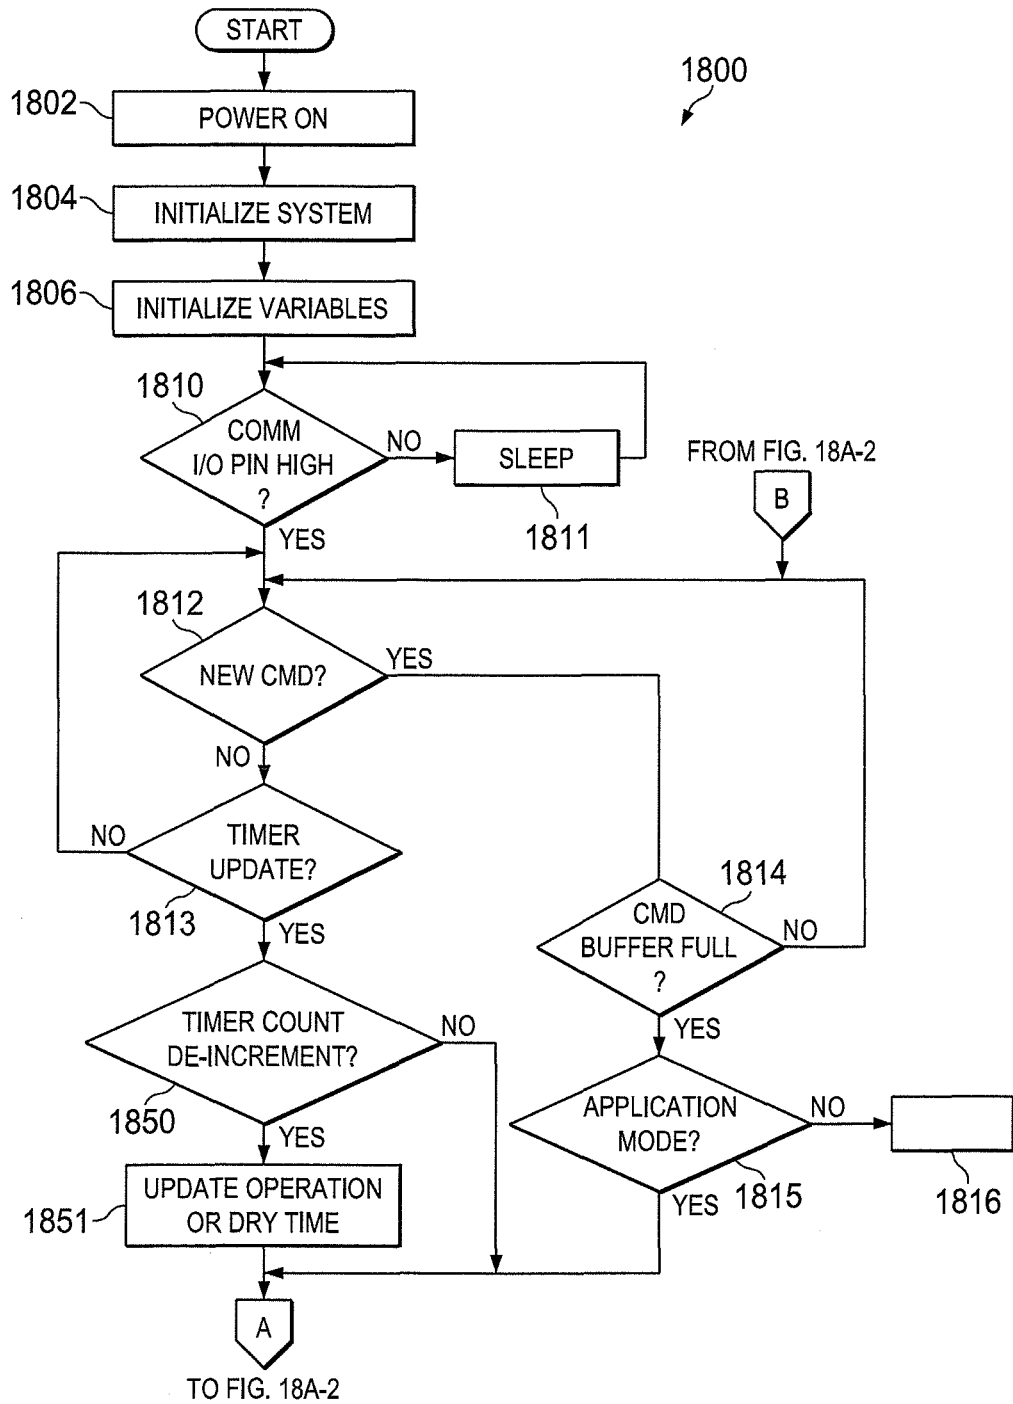 START
1800
1802
POWER ON
1804
INITIALIZE SYSTEM
1806
INITIALIZE VARIABLES
1810
COMM
I/O PIN HIGH
?
NO
SLEEP
1811
YES
FROM FIG. 18A-2
B
1812
NEW CMD?
YES
NO
TIMER
UPDATE?
NO
1813
YES
1814
CMD
BUFFER FULL
?
NO
YES
TIMER COUNT
DE-INCREMENT?
NO
1850
YES
APPLICATION
MODE?
NO
1815
YES
1816
UPDATE OPERATION
OR DRY TIME
1851
A
TO FIG. 18A-2